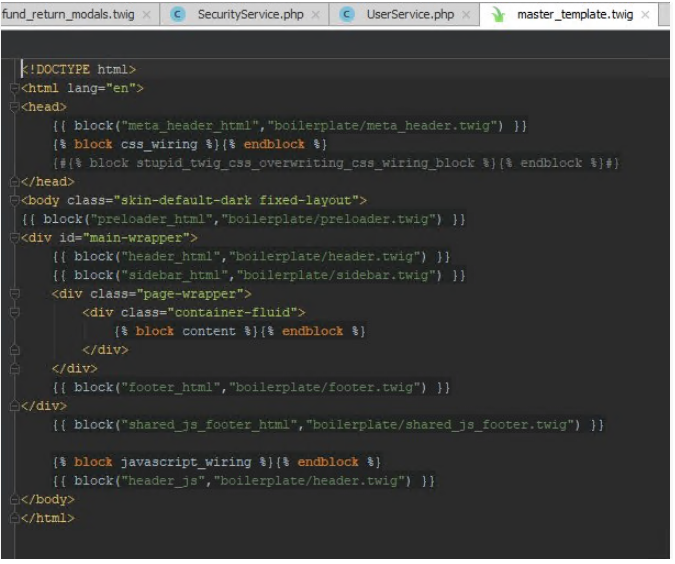 fund_return_modals.twig × SecurityService.php × UserService.php × master_template.twig ×
<!DOCTYPE html>
<html lang="en">
<head>
    {{ block("meta_header_html","boilerplate/meta_header.twig") }}
    {% block css_wiring %}{% endblock %}
    {#{% block stupid_twig_css_overwriting_css_wiring_block %}{% endblock %}#}
</head>
<body class="skin-default-dark fixed-layout">
{{ block("preloader_html","boilerplate/preloader.twig") }}
<div id="main-wrapper">
    {{ block("header_html","boilerplate/header.twig") }}
    {{ block("sidebar_html","boilerplate/sidebar.twig") }}
    <div class="page-wrapper">
        <div class="container-fluid">
            {% block content %}{% endblock %}
        </div>
    </div>
    {{ block("footer_html","boilerplate/footer.twig") }}
</div>
    {{ block("shared_js_footer_html","boilerplate/shared_js_footer.twig") }}
    {% block javascript_wiring %}{% endblock %}
    {{ block("header_js","boilerplate/header.twig") }}
</body>
</html>